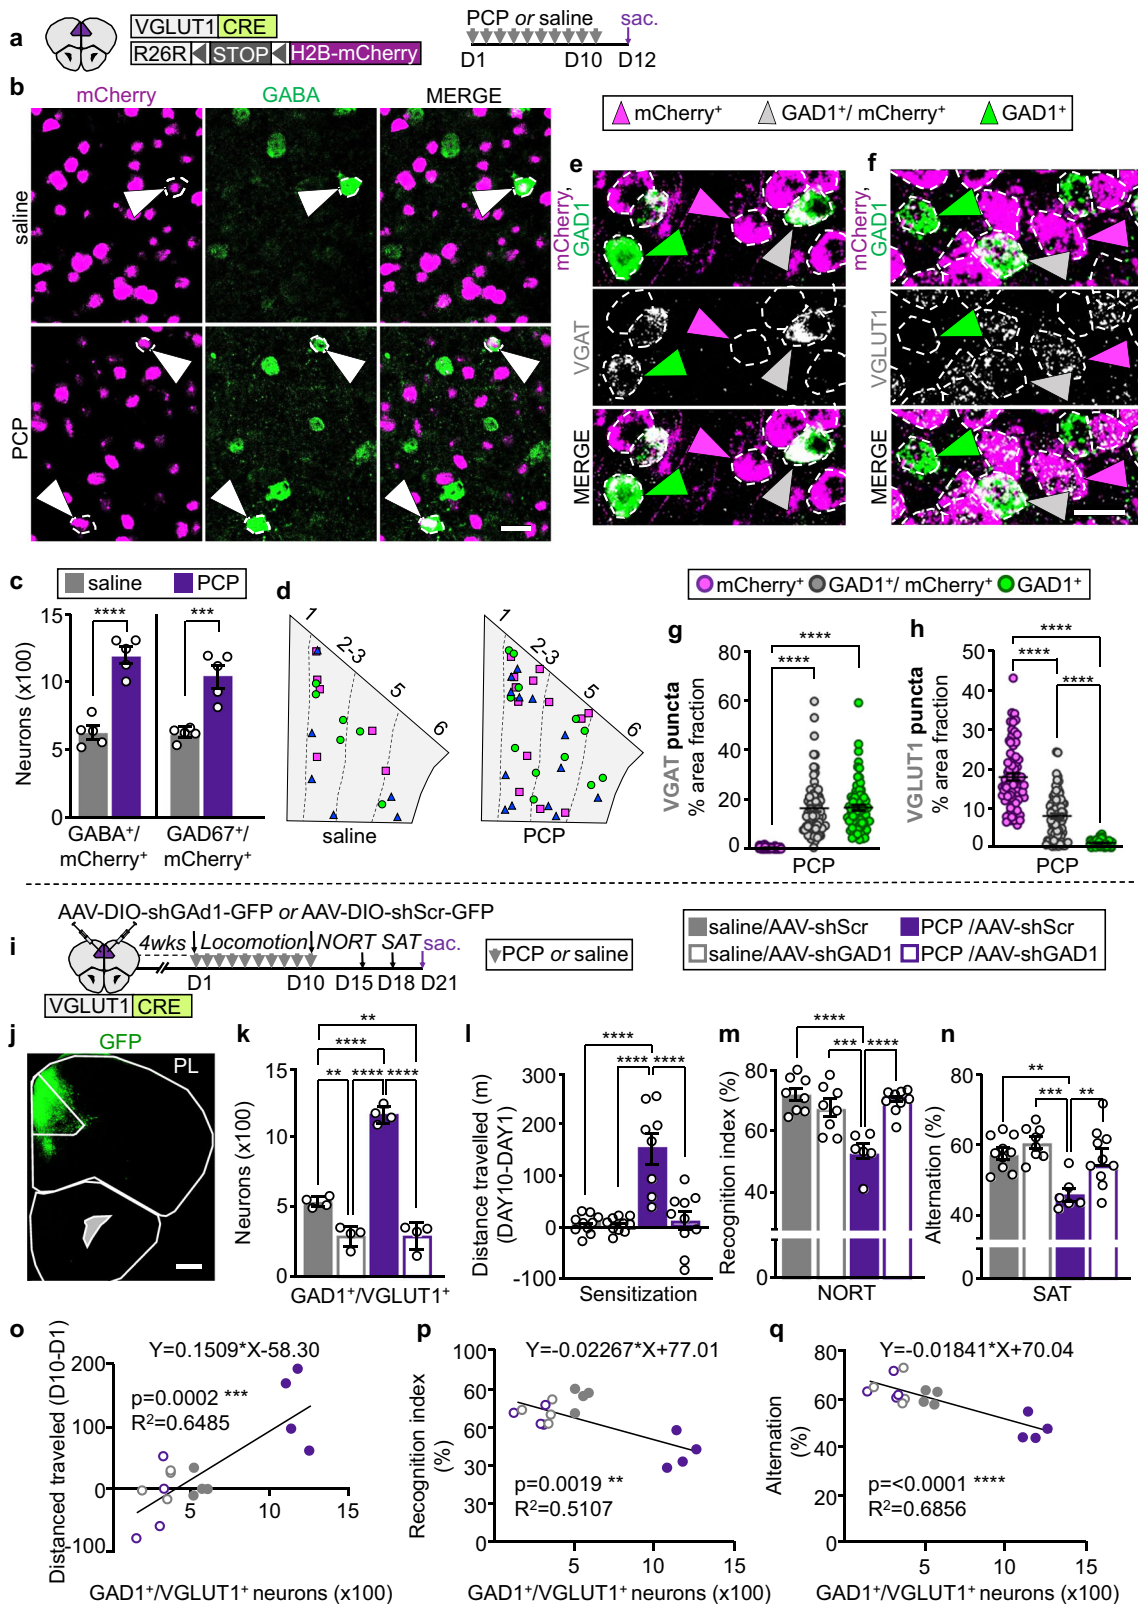 a
VGLUT1 CRE
R26R STOP H2B-mCherry
PCP or saline sac.
D1 D10 D12
b
mCherry GABA MERGE
saline
PCP
mCherry⁺ GAD1⁺/ mCherry⁺ GAD1⁺
e f
mCherry, GAD1
VGAT
MERGE
mCherry, GAD1
VGLUT1
MERGE
c
saline PCP
Neurons (x100)
15
10
5
0
**** ***
GABA⁺/ mCherry⁺
GAD67⁺/ mCherry⁺
d
1 2-3 5 6
saline
1 2-3 5 6
PCP
mCherry⁺ GAD1⁺/ mCherry⁺ GAD1⁺
g
VGAT puncta
% area fraction
80
60
40
20
0
****
****
PCP
h
VGLUT1 puncta
% area fraction
50
40
30
20
10
0
****
****
****
PCP
i
AAV-DIO-shGAd1-GFP or AAV-DIO-shScr-GFP
4wks Locomotion NORT SAT sac.
D1 D10 D15 D18 D21
VGLUT1 CRE
PCP or saline
saline/AAV-shScr PCP /AAV-shScr
saline/AAV-shGAD1 PCP /AAV-shGAD1
j
GFP
PL
k
Neurons (x100)
15
10
5
0
**
****
** **** ****
GAD1⁺/VGLUT1⁺
l
Distance travelled (m)
(DAY10-DAY11)
300
200
100
0
-100
****
**** ****
Sensitization
m
Recognition index (%)
80
60
40
0
****
*** ****
NORT
n
Alternation (%)
80
60
40
0
**
*** **
SAT
o
Distanced traveled (D10-D1)
200
100
0
-100
5 10 15
Y=0.1509*X-58.30
p=0.0002 ***
R²=0.6485
GAD1⁺/VGLUT1⁺ neurons (x100)
p
Recognition index
(%)
100
60
60
30
0
5 10 15
Y=-0.02267*X+77.01
p=0.0019 **
R²=0.5107
GAD1⁺/VGLUT1⁺ neurons (x100)
q
Alternation
(%)
80
60
40
20
0
5 10 15
Y=-0.01841*X+70.04
p=<0.0001 ****
R²=0.6856
GAD1⁺/VGLUT1⁺ neurons (x100)